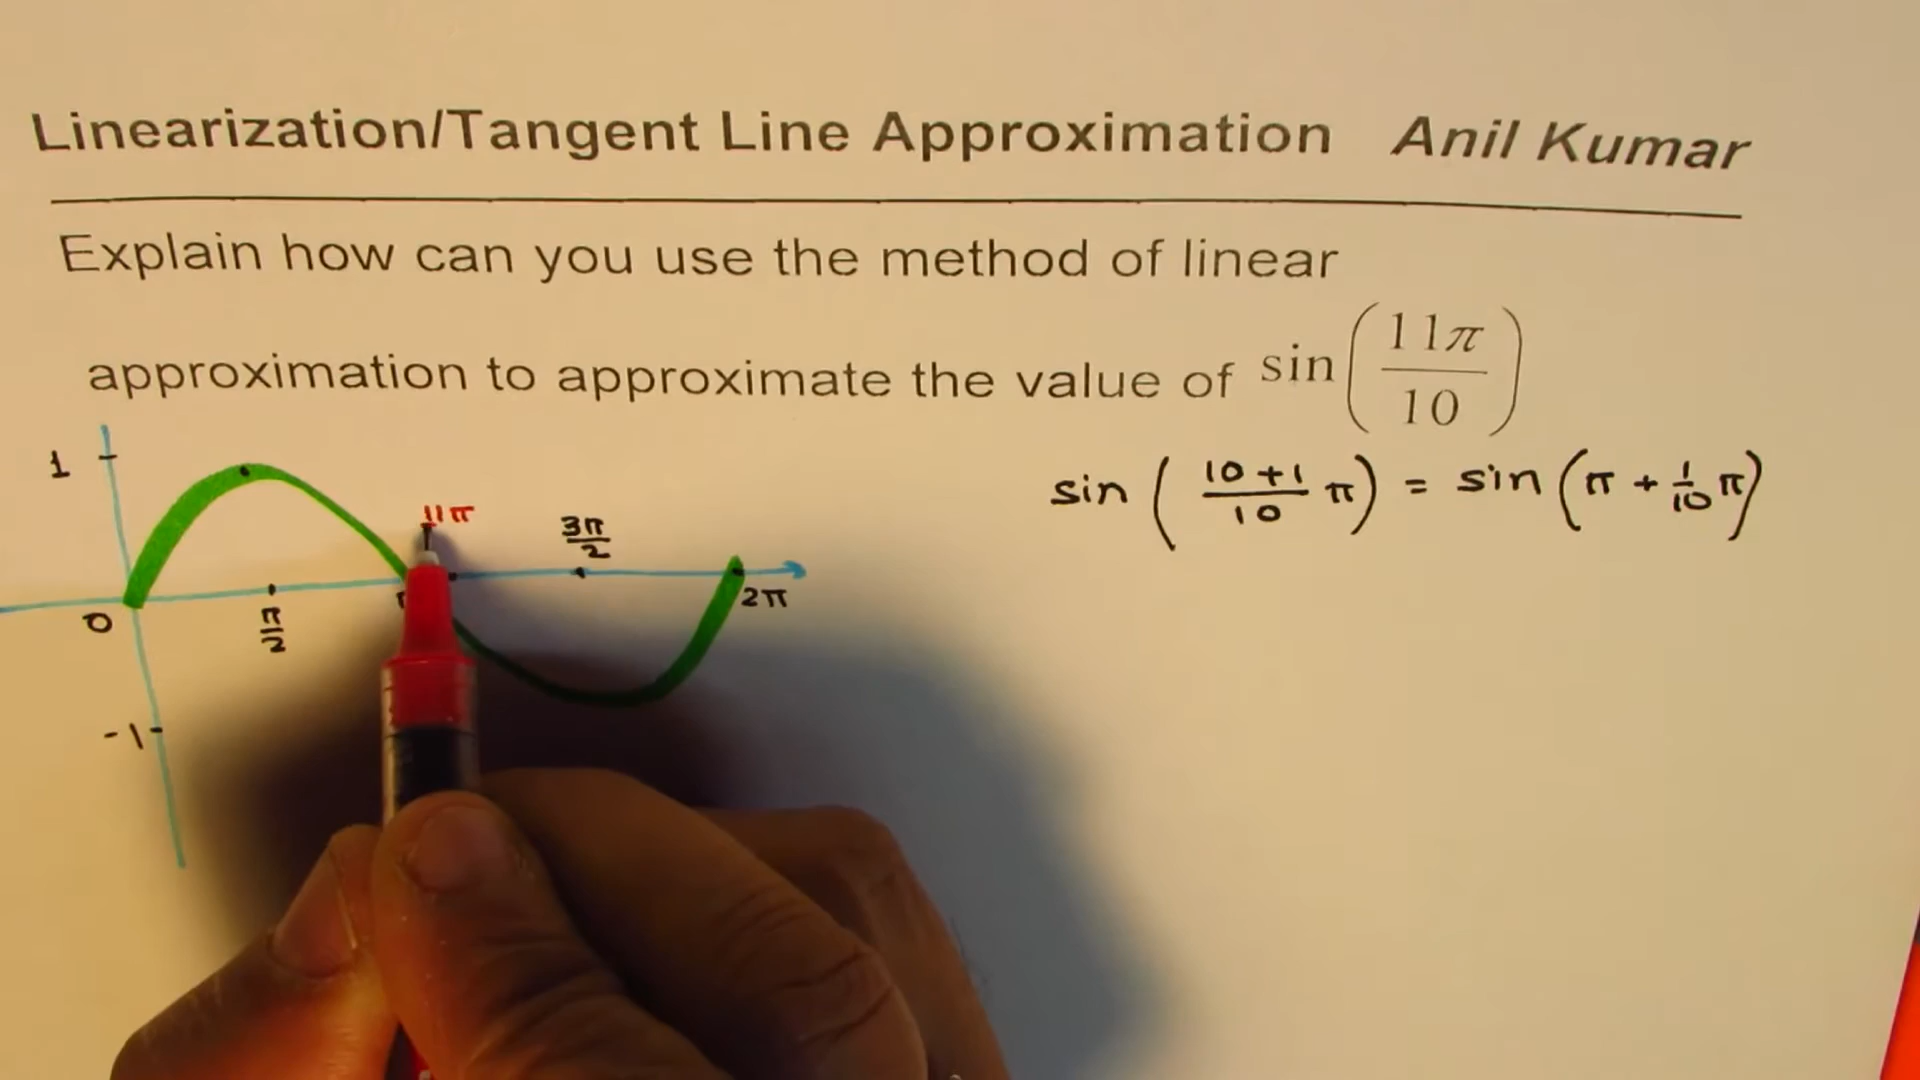 Linearization/Tangent Line Approximation Anil Kumar
Explain how can you use the method of linear
approximation to approximate the value of sin(11π/10)
sin(10+1/10 π) = sin(π + 1/10 π)
1
11π
3π/2
0
π/2
2π
-1